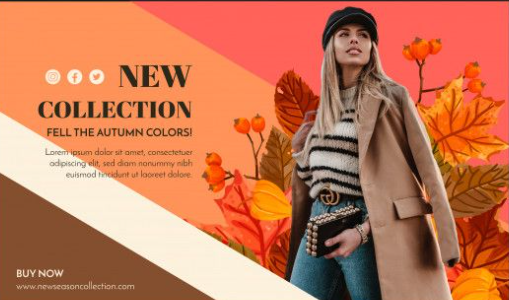 NEW
COLLECTION
FELL THE AUTUMN COLORS!
Lorem ipsum dolor sit amet, consectetuer
adipiscing elit, sed diam nonummy nibh
euismod tincidunt ut laoreet dolore.
BUY NOW
www.newseasoncollection.com